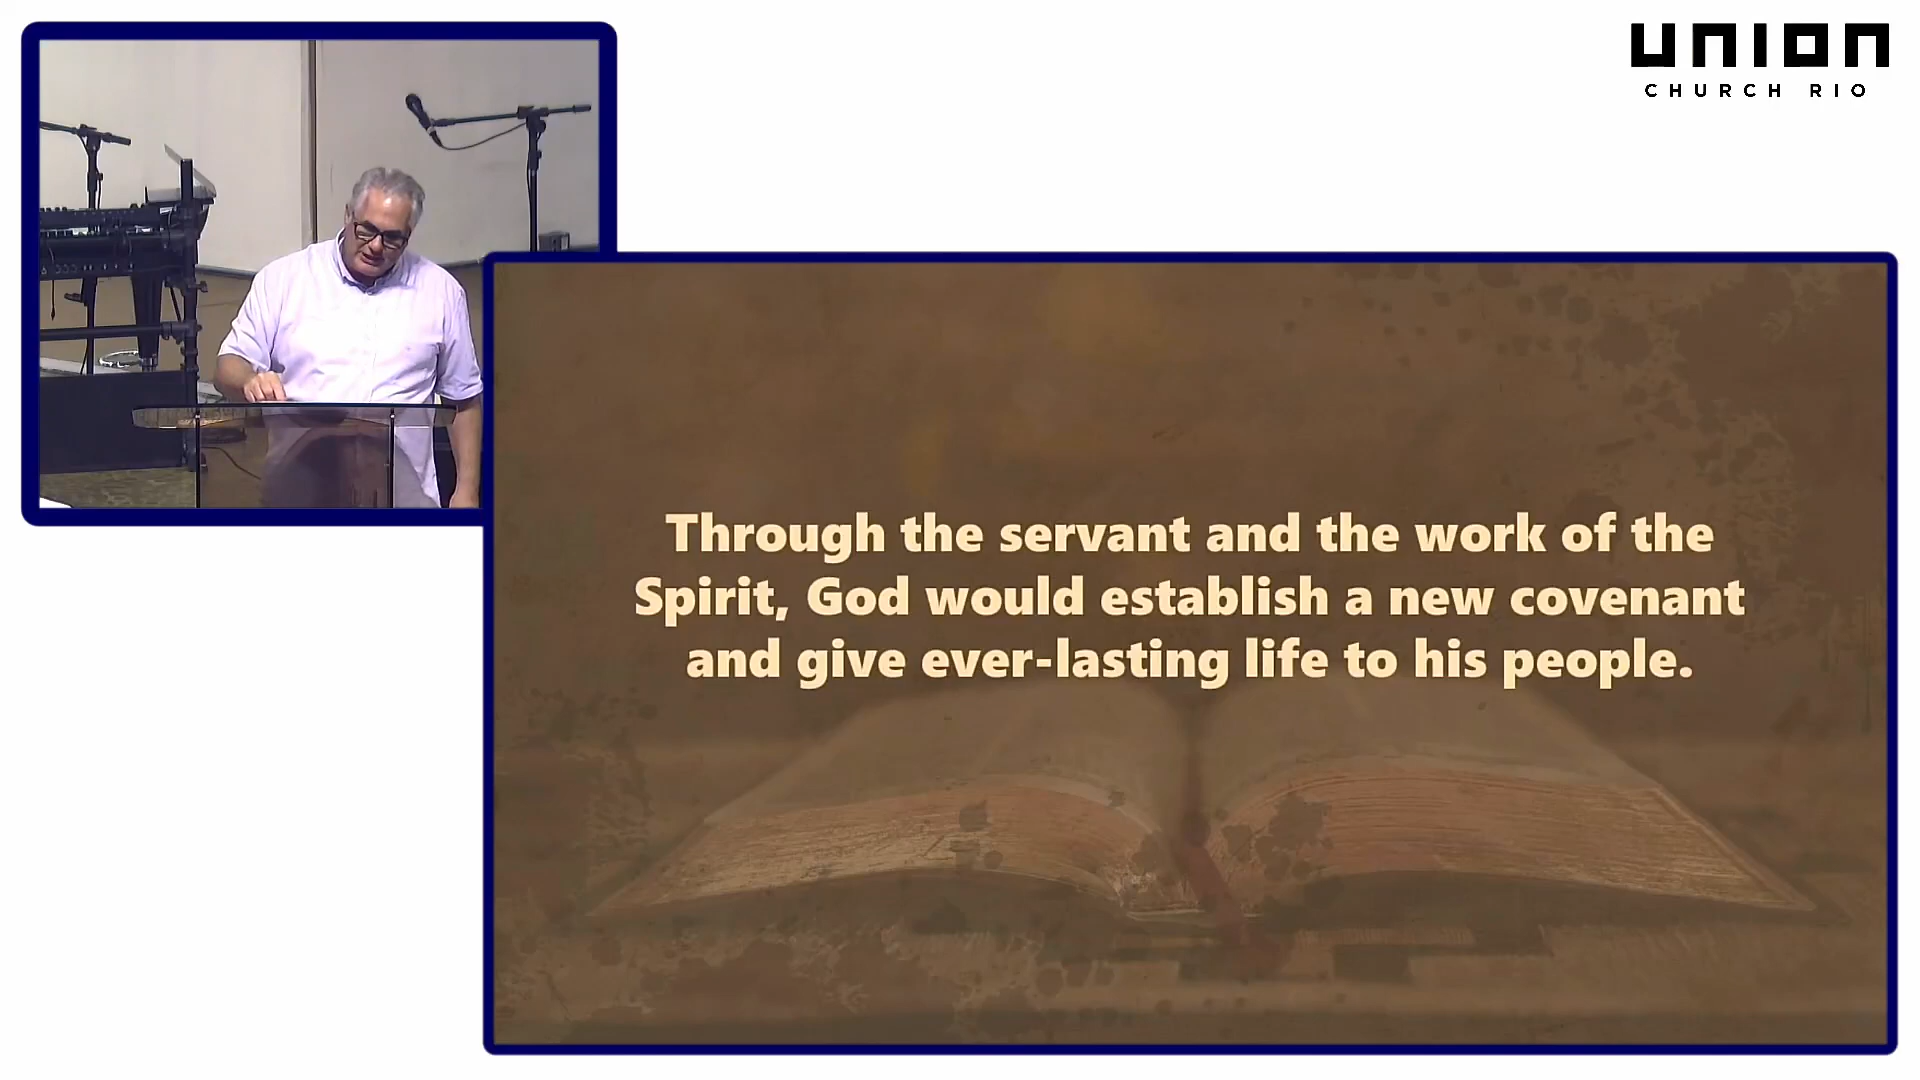 UNION
CHURCH RIO
Through the servant and the work of the
Spirit, God would establish a new covenant
and give ever-lasting life to his people.